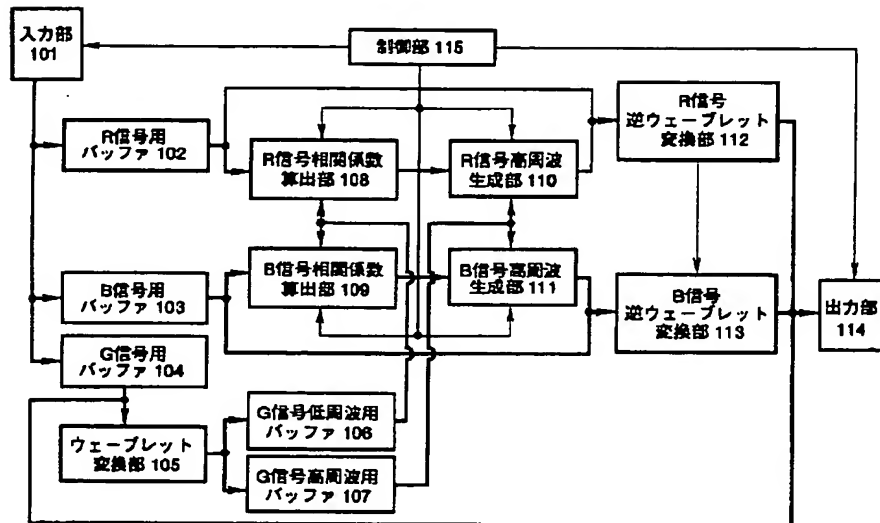 入力部
101
制御部 115
R信号用
バッファ 102
R信号相関係数
算出部 108
R信号高周波
生成部 110
R信号
逆ウェーブレット
変換部 112
B信号用
バッファ 103
B信号相関係数
算出部 109
B信号高周波
生成部 111
B信号
逆ウェーブレット
変換部 113
出力部
114
G信号用
バッファ 104
ウェーブレット
変換部 105
G信号低周波用
バッファ 106
G信号高周波用
バッファ 107